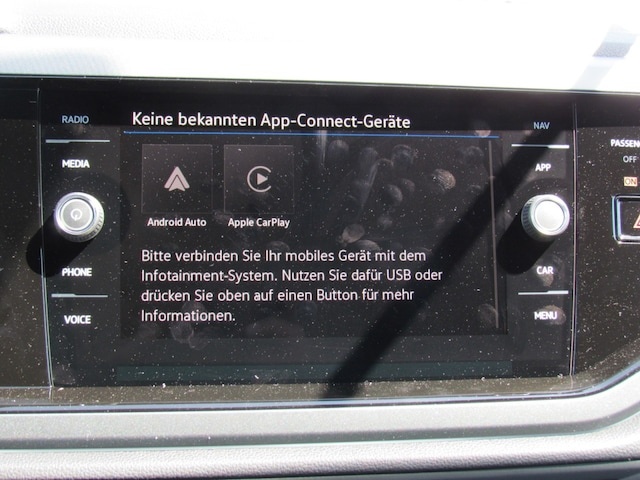 RADIO
Keine bekannten App-Connect-Geräte
NAV
MEDIA
APP
OFF
ON
Android Auto
Apple CarPlay
Bitte verbinden Sie Ihr mobiles Gerät mit dem
Infotainment-System. Nutzen Sie dafür USB oder
drücken Sie oben auf einen Button für mehr
Informationen.
PHONE
CAR
VOICE
MENU